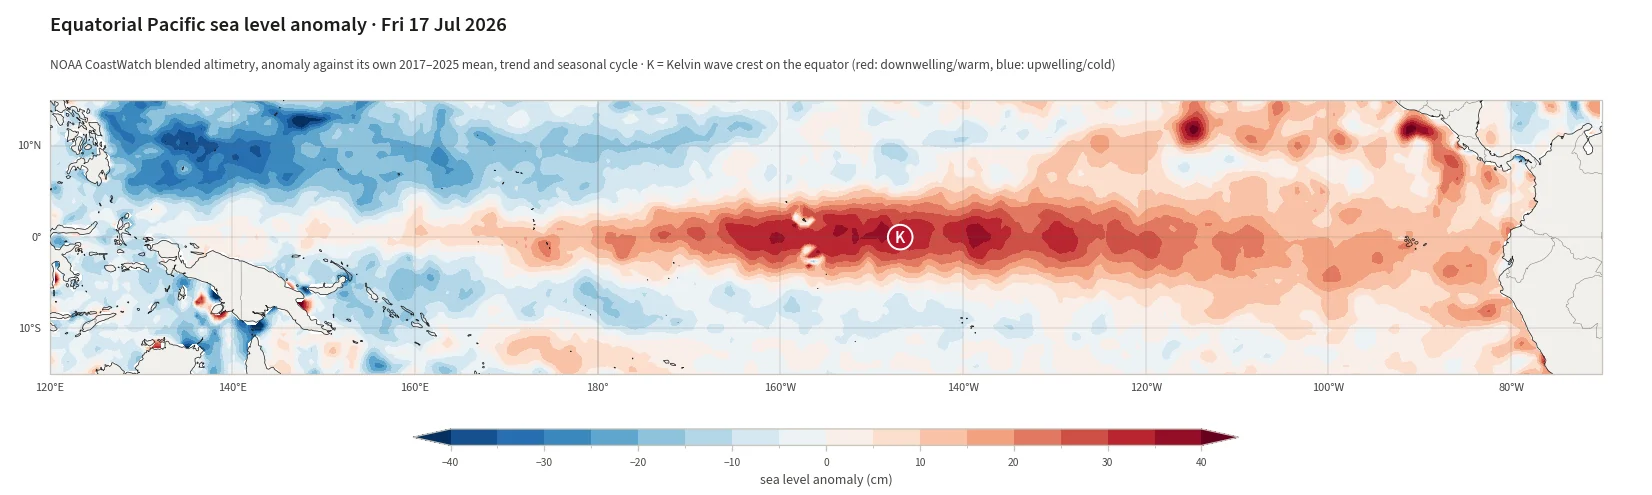 Equatorial Pacific sea level anomaly · Fri 17 Jul 2026
NOAA CoastWatch blended altimetry, anomaly against its own 2017–2025 mean, trend and seasonal cycle · K = Kelvin wave crest on the equator (red: downwelling/warm, blue: upwelling/cold)
10°N
0°
K
10°S
120°E 140°E 160°E 180° 160°W 140°W 120°W 100°W 80°W
−40 −30 −20 −10 0 10 20 30 40
sea level anomaly (cm)